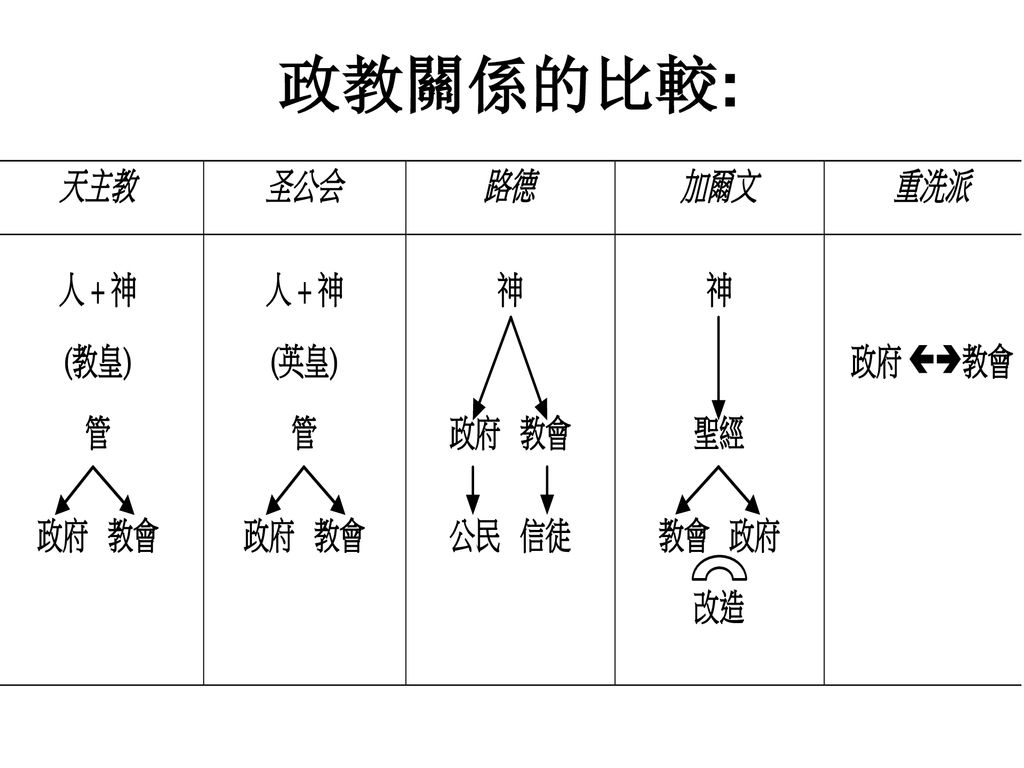 政教關係的比較:
天主教 圣公会 路德 加爾文 重洗派
人 + 神 人 + 神 神 神
(教皇) (英皇) 政府 🡸🡺教會
管 管 政府 教會 聖經
政府 教會 政府 教會 公民 信徒 教會 政府
改造